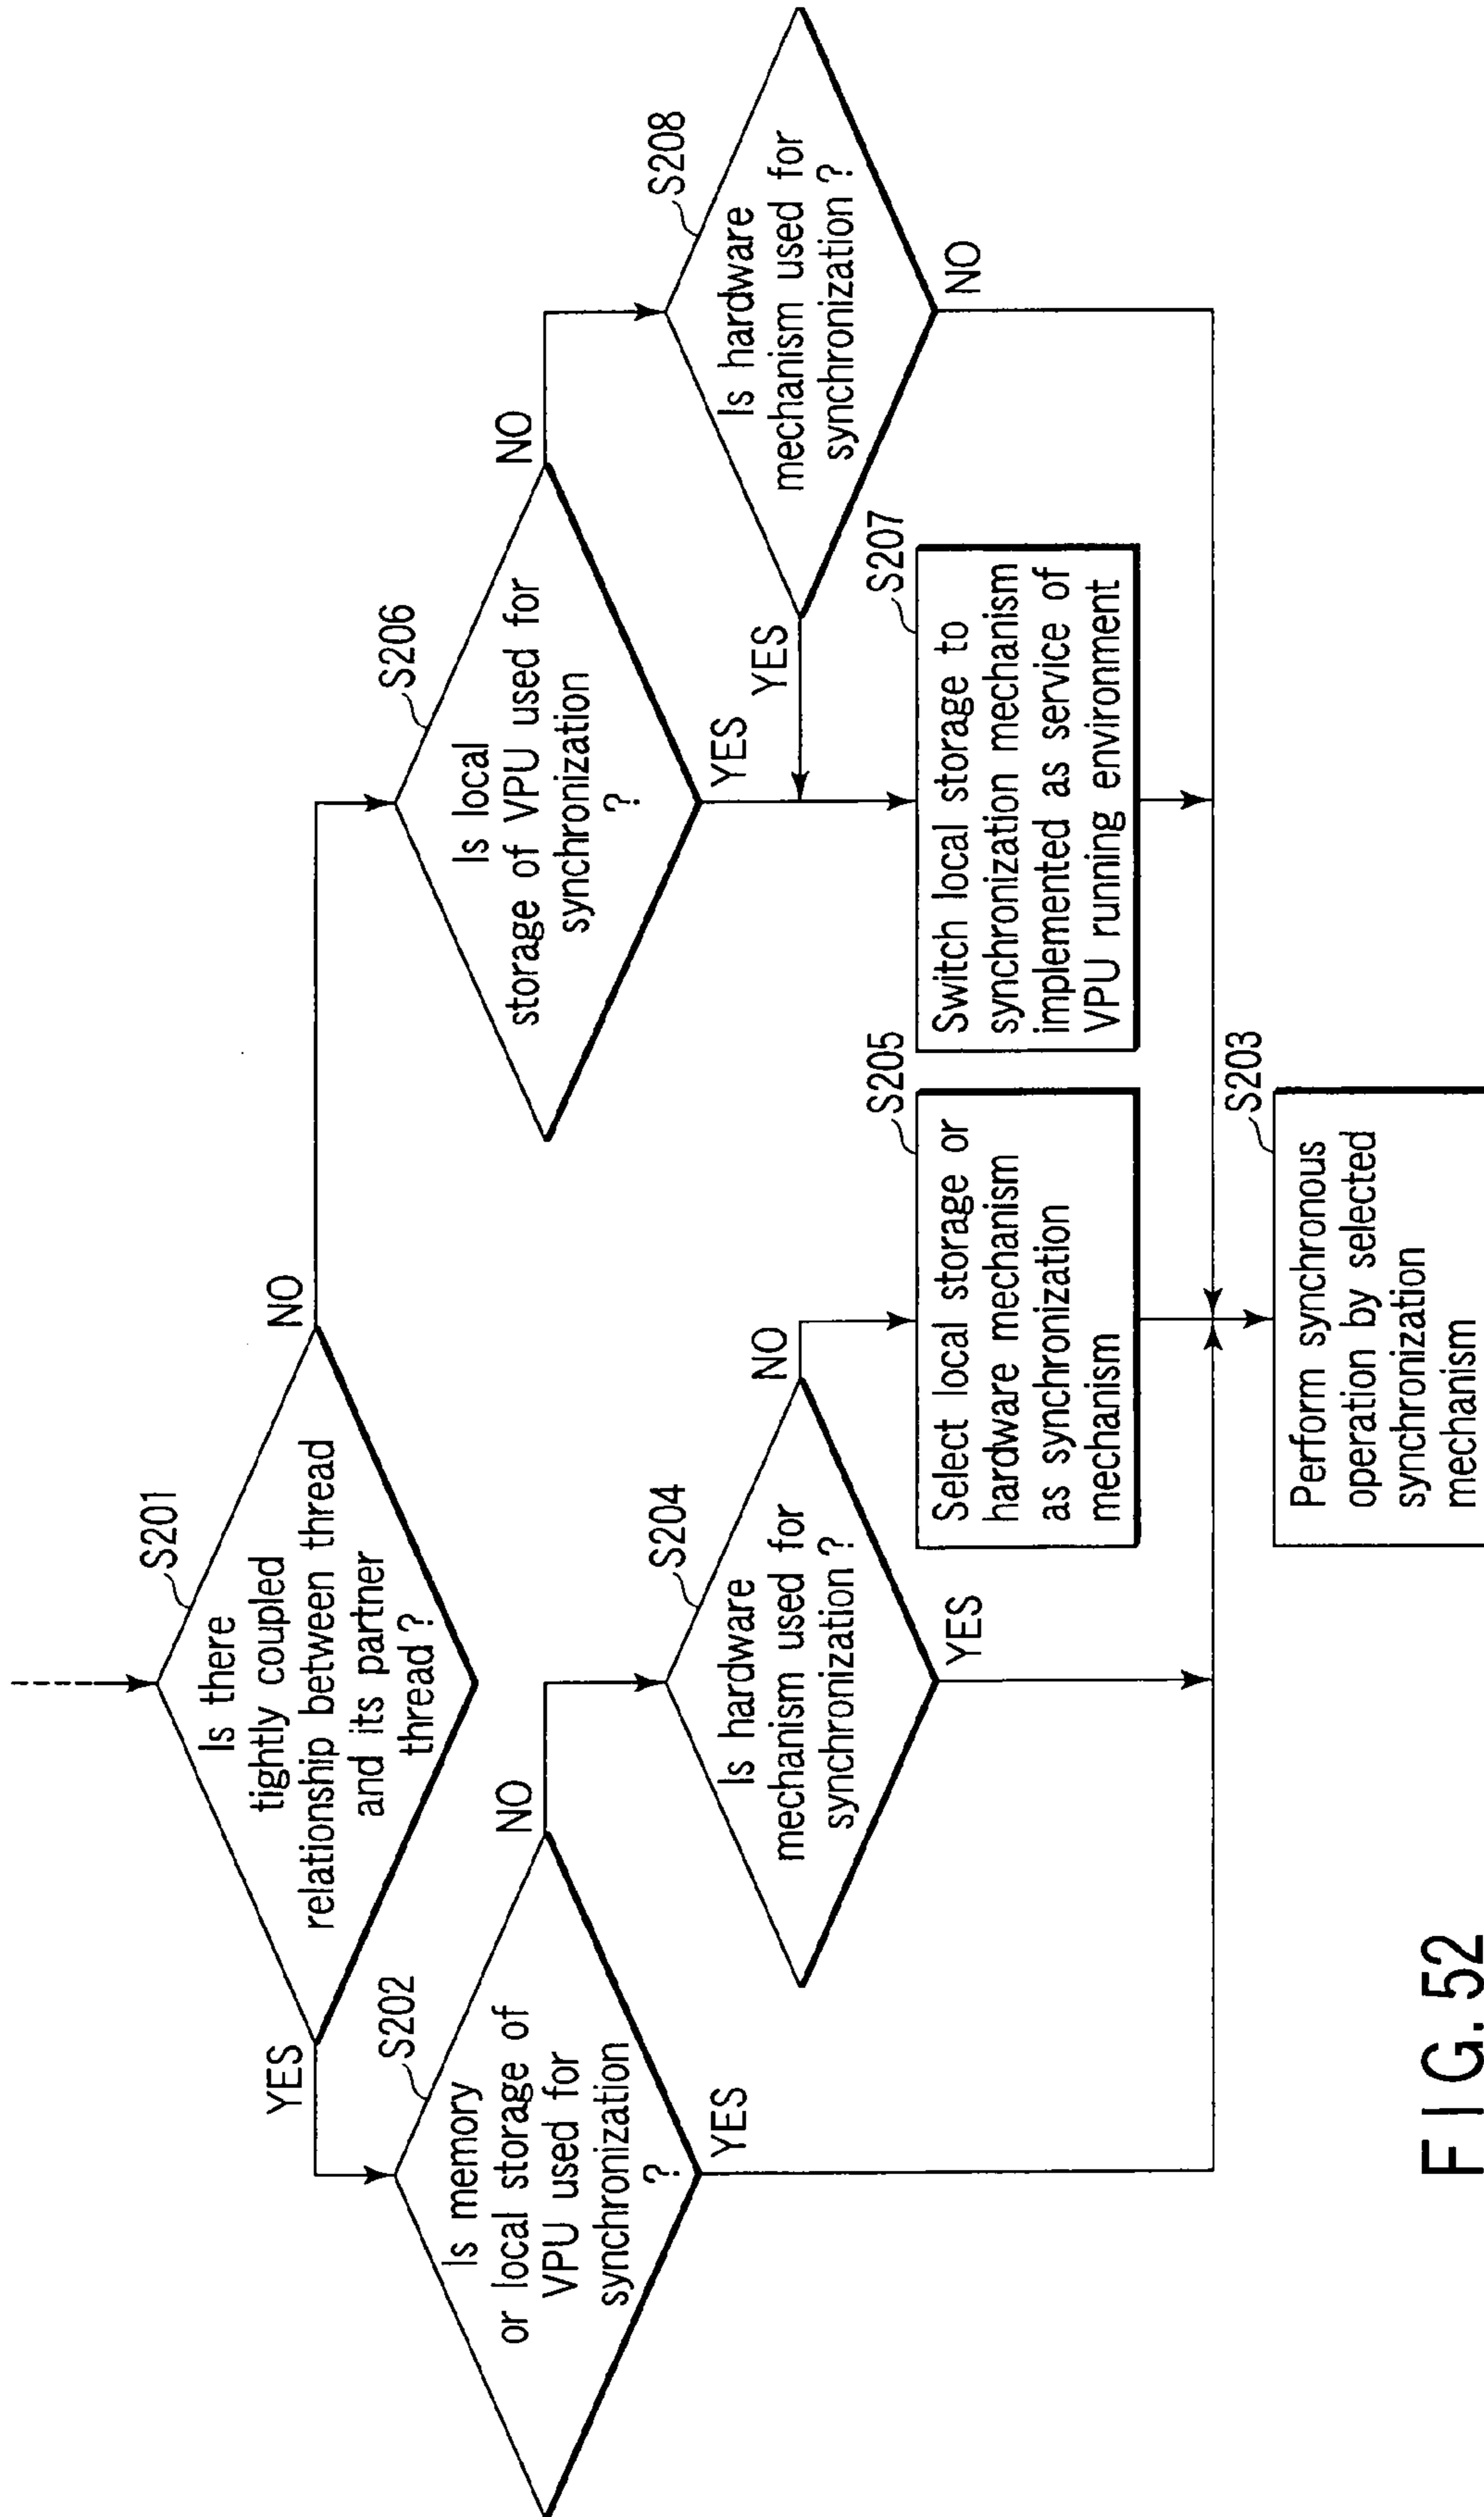 S201
Is there
tightly coupled
relationship between thread
and its partner
thread ?
YES
NO
S202
Is memory
or local storage of
VPU used for
synchronization
?
NO
YES
S206
Is local
storage of VPU used for
synchronization
?
NO
YES
S204
Is hardware
mechanism used for
synchronization ?
NO
YES
S208
Is hardware
mechanism used for
synchronization ?
YES
NO
S205
Select local storage or
hardware mechanism
as synchronization
mechanism
S207
Switch local storage to
synchronization mechanism
implemented as service of
VPU running environment
S203
Perform synchronous
operation by selected
synchronization
mechanism
FIG. 52